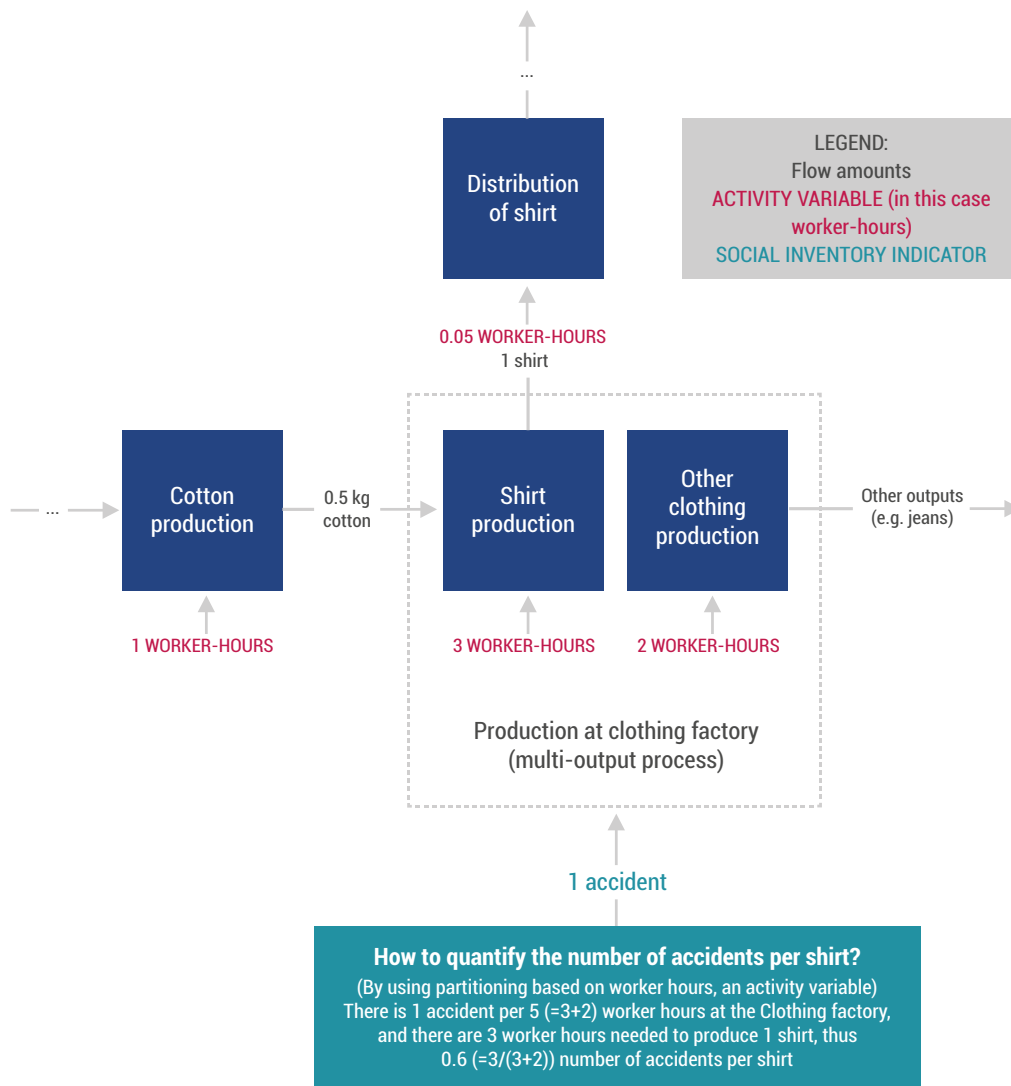 ...
Distribution
of shirt
LEGEND:
Flow amounts
ACTIVITY VARIABLE (in this case
worker-hours)
SOCIAL INVENTORY INDICATOR
0.05 WORKER-HOURS
1 shirt
...
Cotton
production
0.5 kg
cotton
Shirt
production
Other
clothing
production
Other outputs
(e.g. jeans)
1 WORKER-HOURS
3 WORKER-HOURS
2 WORKER-HOURS
Production at clothing factory
(multi-output process)
1 accident
How to quantify the number of accidents per shirt?
(By using partitioning based on worker hours, an activity variable)
There is 1 accident per 5 (=3+2) worker hours at the Clothing factory,
and there are 3 worker hours needed to produce 1 shirt, thus
0.6 (=3/(3+2)) number of accidents per shirt